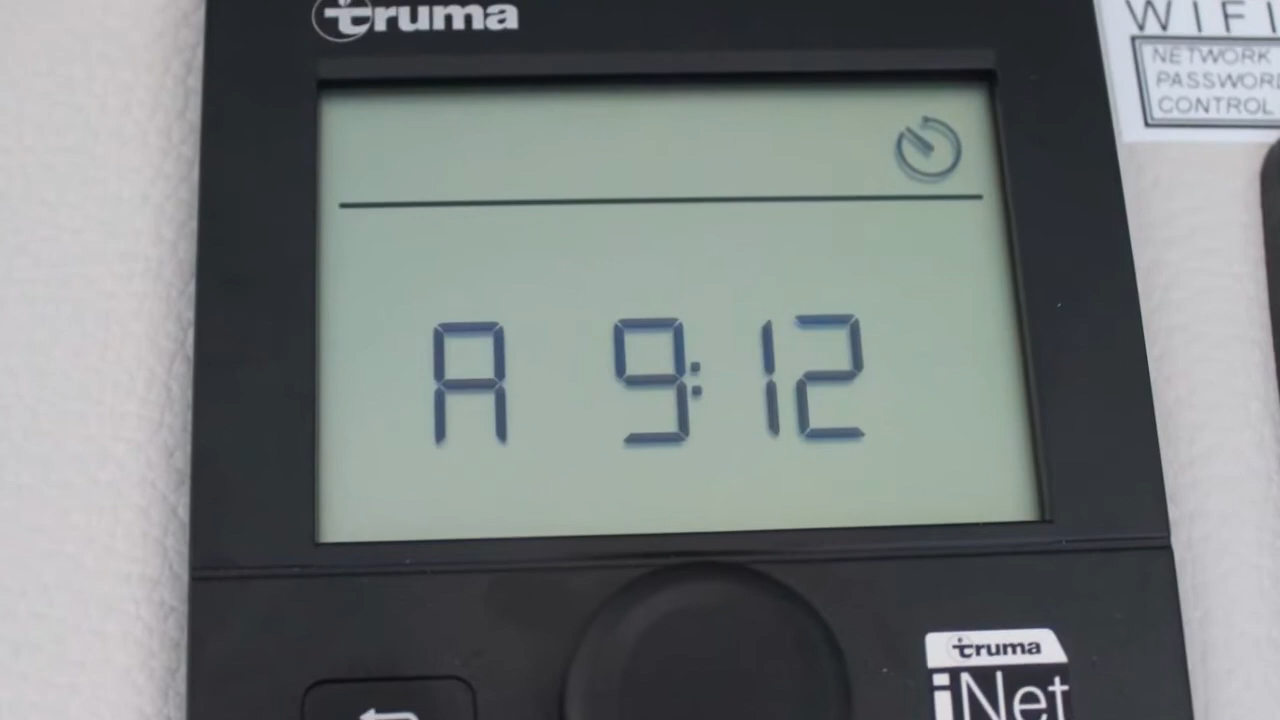 truma
WIFI
NETWORK
PASSWORD
CONTROL
A 9:12
truma
iNet